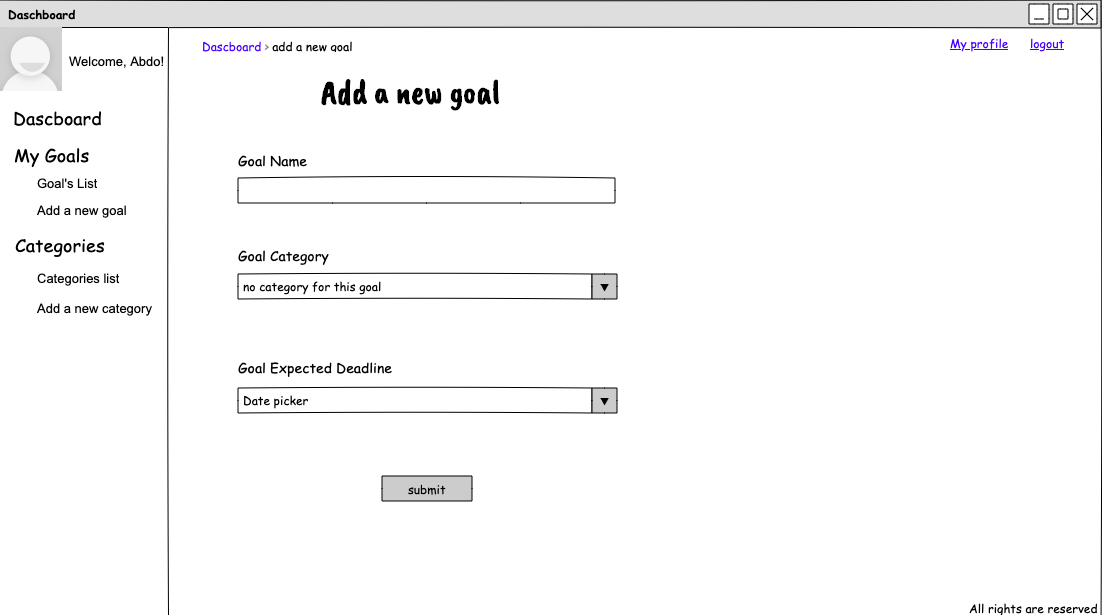 Daschboard
Welcome, Abdo!
Dascboard
My Goals
Goal's List
Add a new goal
Categories
Categories list
Add a new category
Dascboard > add a new goal
My profile
logout
Add a new goal
Goal Name
Goal Category
no category for this goal
Goal Expected Deadline
Date picker
submit
All rights are reserved